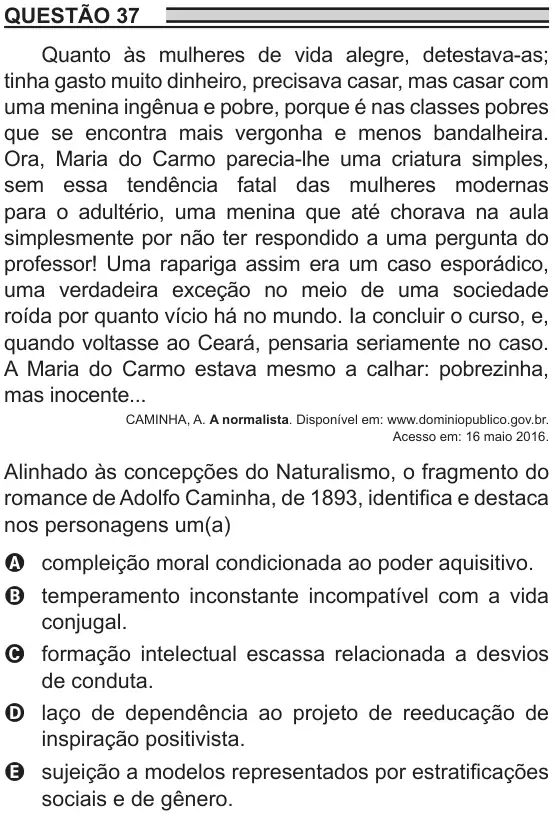 QUESTÃO 37
Quanto às mulheres de vida alegre, detestava-as;
tinha gasto muito dinheiro, precisava casar, mas casar com
uma menina ingênua e pobre, porque é nas classes pobres
que se encontra mais vergonha e menos bandalheira.
Ora, Maria do Carmo parecia-lhe uma criatura simples,
sem essa tendência fatal das mulheres modernas
para o adultério, uma menina que até chorava na aula
simplesmente por não ter respondido a uma pergunta do
professor! Uma rapariga assim era um caso esporádico,
uma verdadeira exceção no meio de uma sociedade
roída por quanto vício há no mundo. Ia concluir o curso, e,
quando voltasse ao Ceará, pensaria seriamente no caso.
A Maria do Carmo estava mesmo a calhar: pobrezinha,
mas inocente...
CAMINHA, A. A normalista. Disponível em: www.dominiopublico.gov.br.
Acesso em: 16 maio 2016.
Alinhado às concepções do Naturalismo, o fragmento do
romance de Adolfo Caminha, de 1893, identifica e destaca
nos personagens um(a)
A compleição moral condicionada ao poder aquisitivo.
B temperamento inconstante incompatível com a vida
conjugal.
C formação intelectual escassa relacionada a desvios
de conduta.
D laço de dependência ao projeto de reeducação de
inspiração positivista.
E sujeição a modelos representados por estratificações
sociais e de gênero.